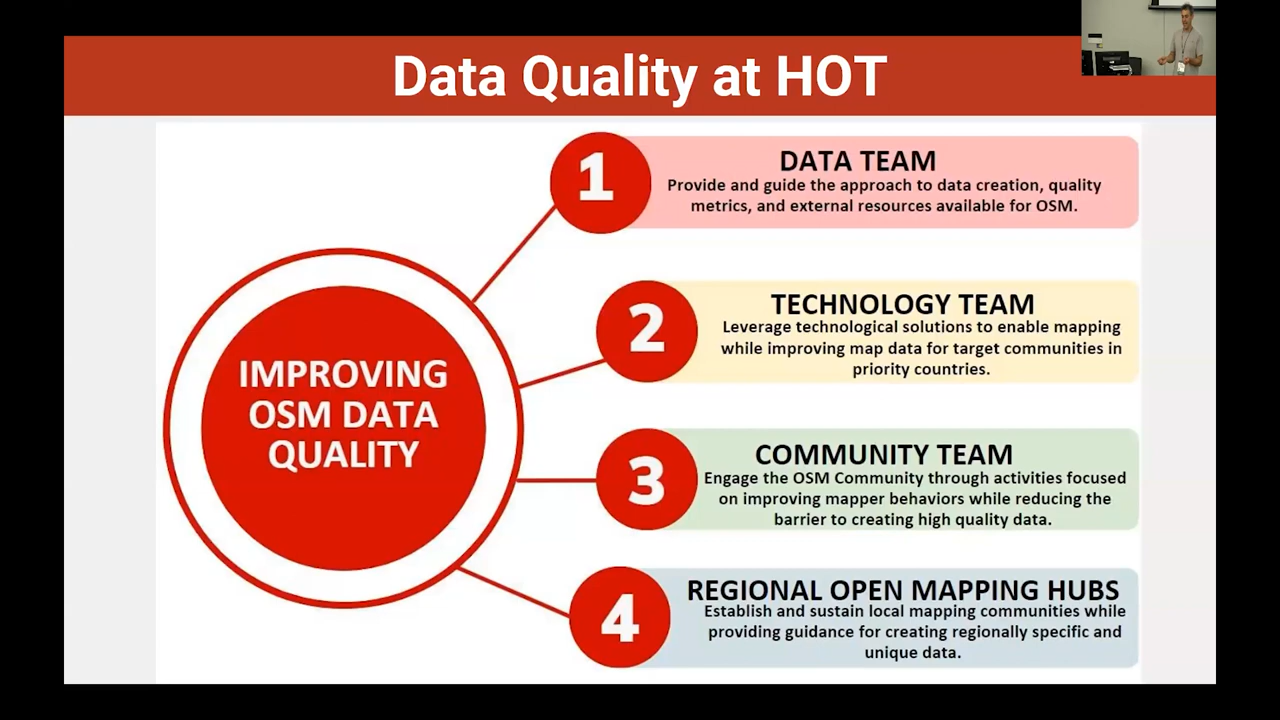 Data Quality at HOT
IMPROVING
OSM DATA
QUALITY
1
DATA TEAM
Provide and guide the approach to data creation, quality
metrics, and external resources available for OSM.
2
TECHNOLOGY TEAM
Leverage technological solutions to enable mapping
while improving map data for target communities in
priority countries.
3
COMMUNITY TEAM
Engage the OSM Community through activities focused
on improving mapper behaviors while reducing the
barrier to creating high quality data.
4
REGIONAL OPEN MAPPING HUBS
Establish and sustain local mapping communities while
providing guidance for creating regionally specific and
unique data.